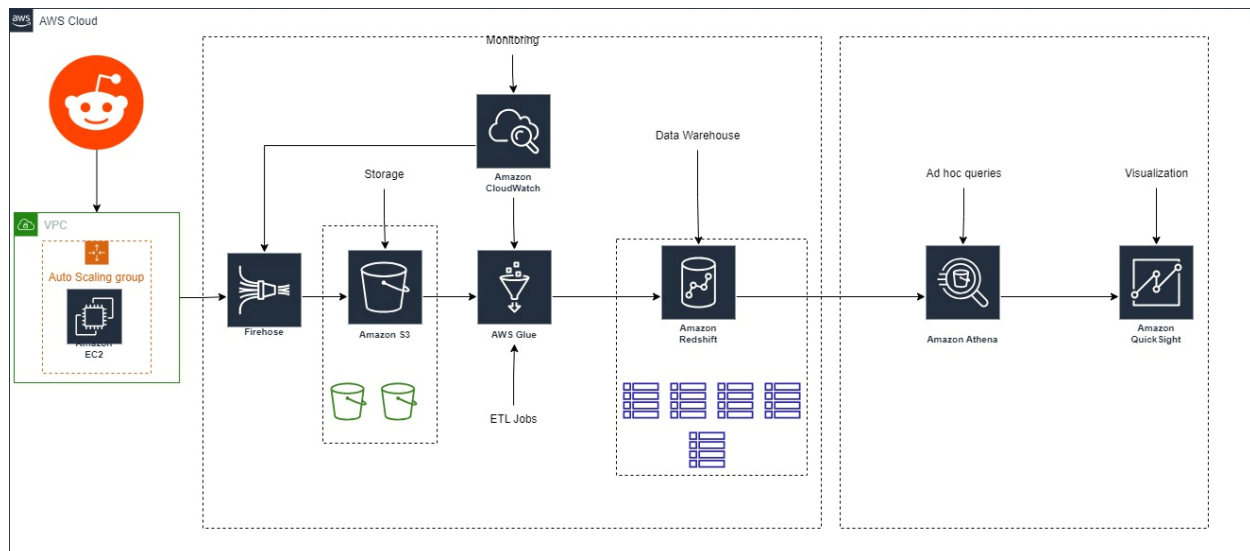 aws
AWS Cloud
Monitoring
Amazon
CloudWatch
Data Warehouse
Storage
Ad hoc queries
Visualization
VPC
Auto Scaling group
Amazon
EC2
Firehose
Amazon S3
AWS Glue
Amazon
Redshift
Amazon Athena
Amazon
QuickSight
ETL Jobs